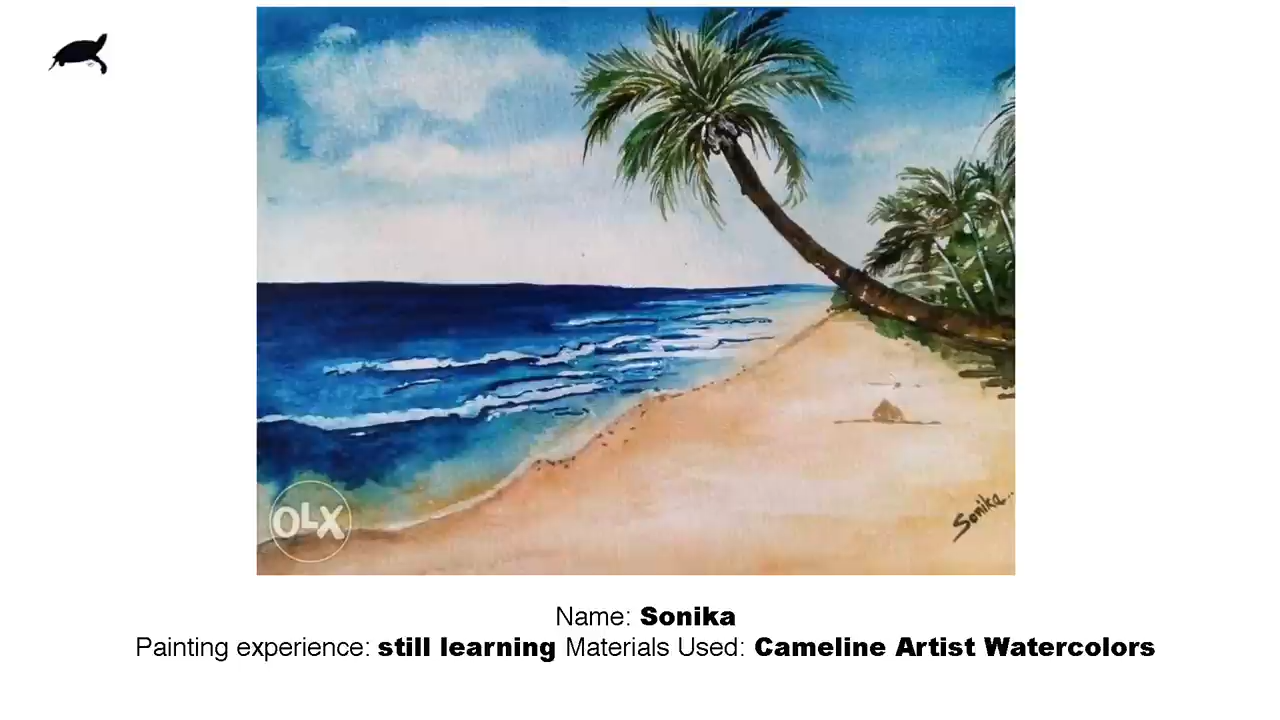 OLX
Sonika
Name: Sonika
Painting experience: still learning Materials Used: Cameline Artist Watercolors